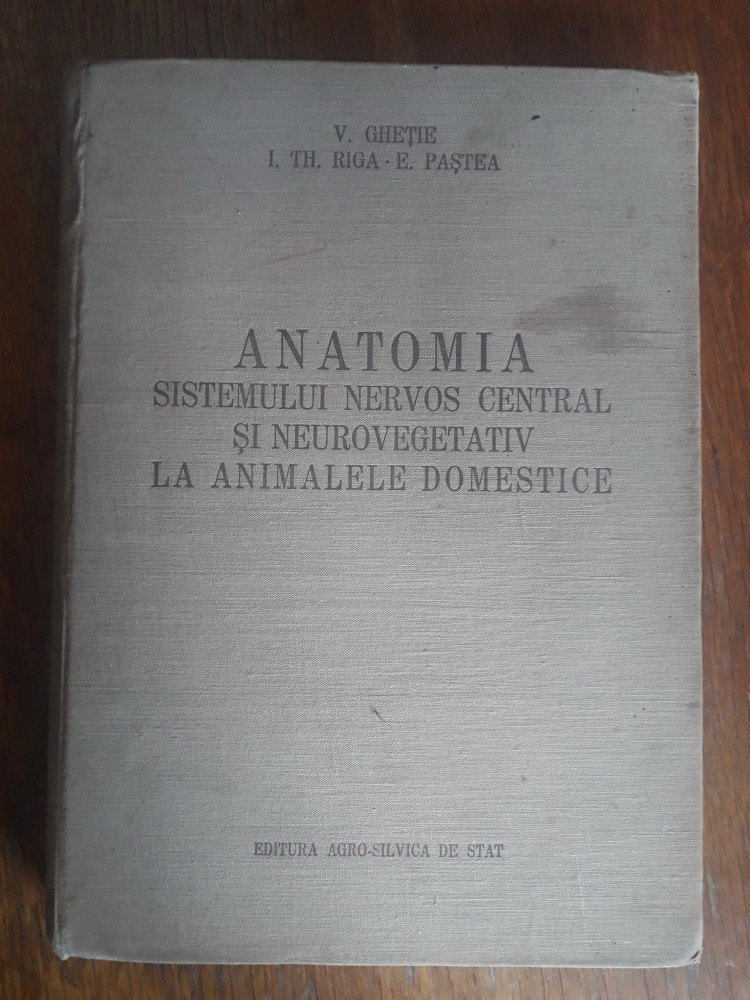 V. GHEȚIE
I. TH. RIGA · E. PAȘTEA
ANATOMIA
SISTEMULUI NERVOS CENTRAL
ȘI NEUROVEGETATIV
LA ANIMALELE DOMESTICE
EDITURA AGRO-SILVICA DE STAT